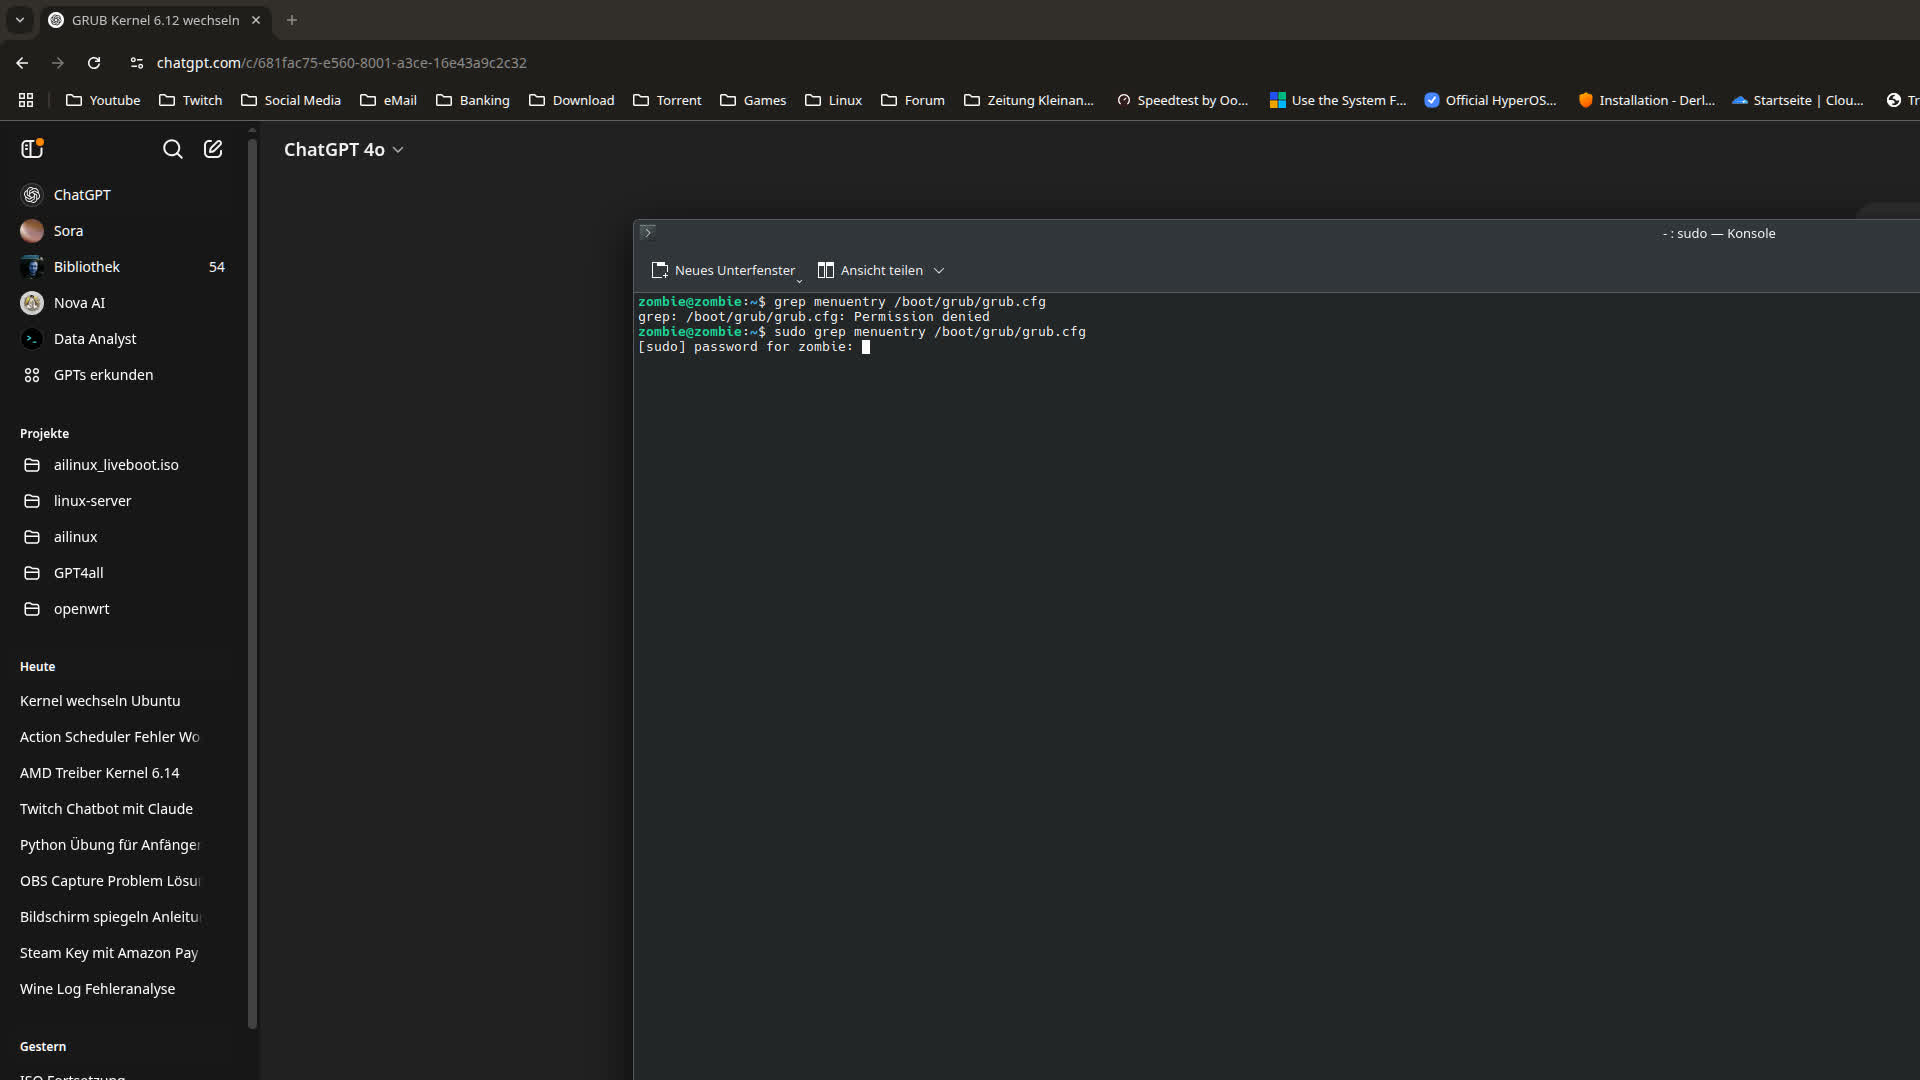 GRUB Kernel 6.12 wechseln
chatgpt.com/c/681fac75-e560-8001-a3ce-16e43a9c2c32
Youtube
Twitch
Social Media
eMail
Banking
Download
Torrent
Games
Linux
Forum
Zeitung Kleinan...
Speedtest by Oo...
Use the System F...
Official HyperOS...
Installation - Derl...
Startseite | Clou...
Tr
ChatGPT 4o
ChatGPT
Sora
Bibliothek 54
Nova AI
Data Analyst
GPTs erkunden
Projekte
ailinux_liveboot.iso
linux-server
ailinux
GPT4all
openwrt
Heute
Kernel wechseln Ubuntu
Action Scheduler Fehler Wo
AMD Treiber Kernel 6.14
Twitch Chatbot mit Claude
Python Übung für Anfänger
OBS Capture Problem Lösu
Bildschirm spiegeln Anleitu
Steam Key mit Amazon Pay
Wine Log Fehleranalyse
Gestern
ISO Fortsetzung
- : sudo — Konsole
Neues Unterfenster
Ansicht teilen
zombie@zombie:~$ grep menuentry /boot/grub/grub.cfg
grep: /boot/grub/grub.cfg: Permission denied
zombie@zombie:~$ sudo grep menuentry /boot/grub/grub.cfg
[sudo] password for zombie: